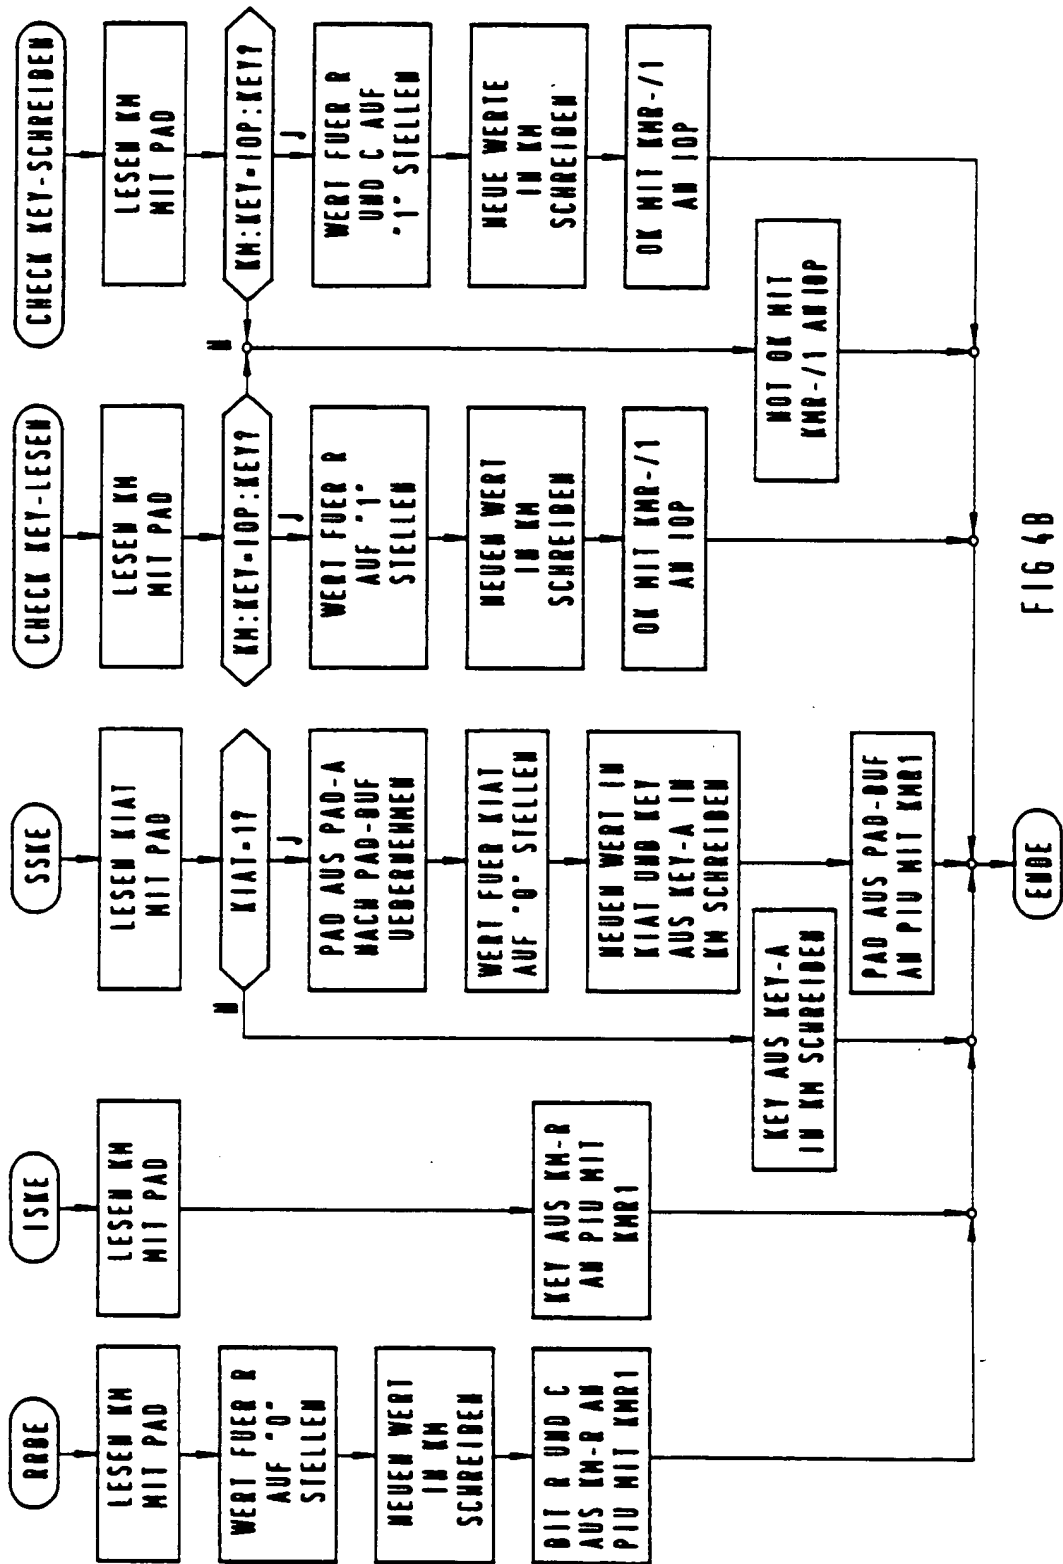 RRBE
LESEN KM
MIT PAD
WERT FUER R
AUF "0"
STELLEN
NEUEN WERT
IN KM
SCHREIBEN
BIT R UND C
AUS KM-R AN
PIU MIT KMR1
ISKE
LESEN KM
MIT PAD
KEY AUS KM-R
AN PIU MIT
KMR1
SSKE
LESEN KIAT
MIT PAD
KIAT=1?
N
J
PAD AUS PAD-A
NACH PAD-BUF
UEBERNEHMEN
WERT FUER KIAT
AUF "0" STELLEN
NEUEN WERT IN
KIAT UND KEY
AUS KEY-A IN
KM SCHREIBEN
KEY AUS KEY-A
IN KM SCHREIBEN
PAD AUS PAD-BUF
AN PIU MIT KMR1
CHECK KEY-LESEN
LESEN KM
MIT PAD
KM:KEY=IOP:KEY?
N
J
WERT FUER R
AUF "1"
STELLEN
NEUEN WERT
IN KM
SCHREIBEN
OK MIT KMR-/1
AN IOP
NOT OK MIT
KMR-/1 AN IOP
CHECK KEY-SCHREIBEN
LESEN KM
MIT PAD
KM:KEY=IOP:KEY?
J
WERT FUER R
UND C AUF
"1" STELLEN
NEUE WERTE
IN KM
SCHREIBEN
OK MIT KMR-/1
AN IOP
ENDE
FIG 4B